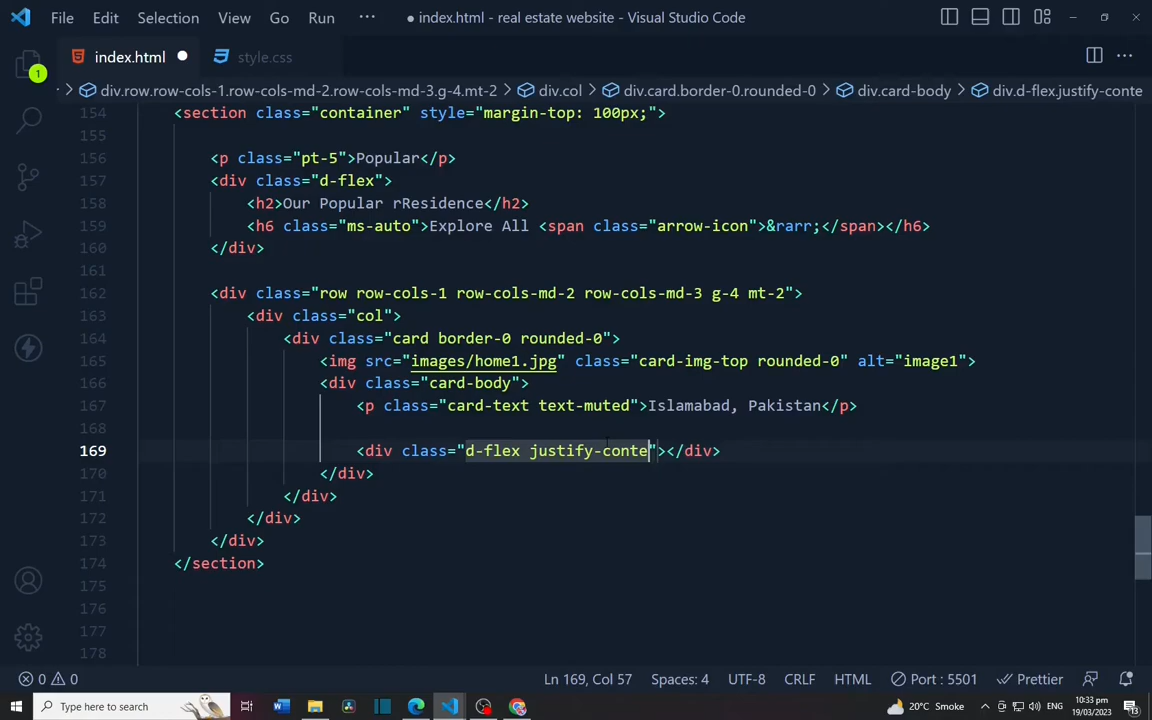 File Edit Selection View Go Run ··· ● index.html - real estate website - Visual Studio Code
index.html ● style.css
1
div.row.row-cols-1.row-cols-md-2.row-cols-md-3.g-4.mt-2 > div.col > div.card.border-0.rounded-0 > div.card-body > div.d-flex.justify-conte
154 <section class="container" style="margin-top: 100px;">
155
156 <p class="pt-5">Popular</p>
157 <div class="d-flex">
158 <h2>Our Popular rResidence</h2>
159 <h6 class="ms-auto">Explore All <span class="arrow-icon">&rarr;</span></h6>
160 </div>
161
162 <div class="row row-cols-1 row-cols-md-2 row-cols-md-3 g-4 mt-2">
163 <div class="col">
164 <div class="card border-0 rounded-0">
165 <img src="images/home1.jpg" class="card-img-top rounded-0" alt="image1">
166 <div class="card-body">
167 <p class="card-text text-muted">Islamabad, Pakistan</p>
168
169 <div class="d-flex justify-conte"></div>
170 </div>
171 </div>
172 </div>
173 </div>
174 </section>
175
176
177
178
0 0 Ln 169, Col 57 Spaces: 4 UTF-8 CRLF HTML Port : 5501 Prettier
Type here to search 20°C Smoke ENG 10:33 pm
19/03/2023 13